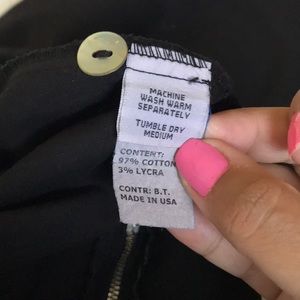 MACHINE
WASH WARM
SEPARATELY
TUMBLE DRY
MEDIUM
CONTENT:
97% COTTON
3% LYCRA
CONTR: B.T.
MADE IN USA